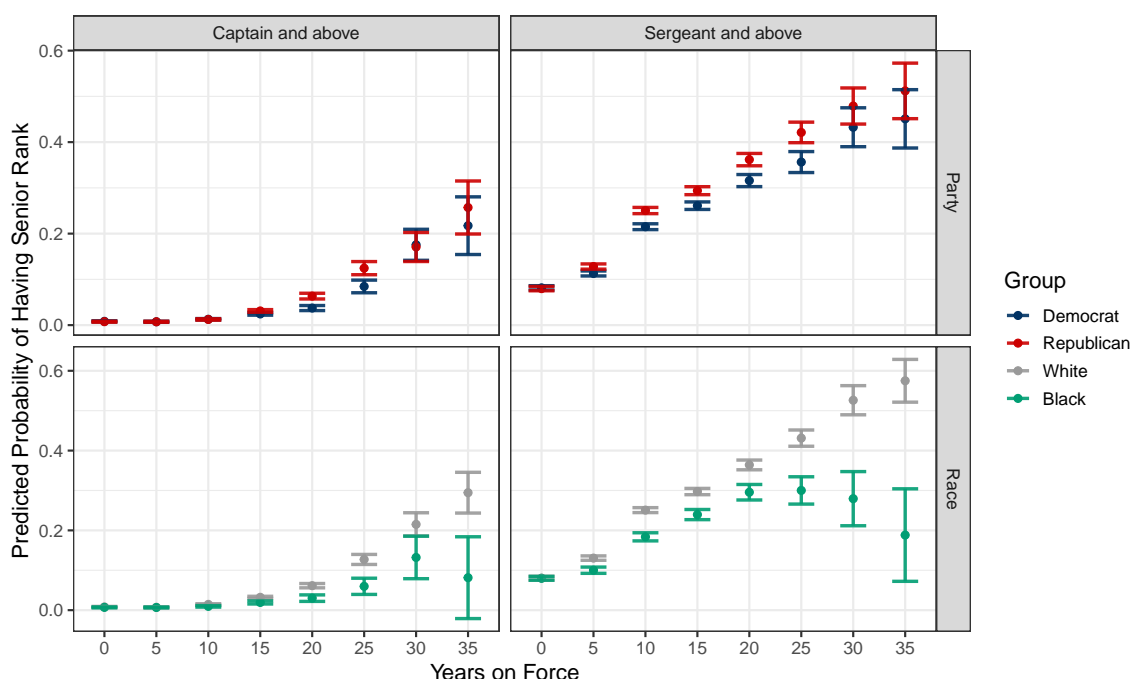 Captain and above
Sergeant and above
Predicted Probability of Having Senior Rank
0.6
0.4
0.2
0.0
Party
0.6
0.4
0.2
0.0
Race
0 5 10 15 20 25 30 35
0 5 10 15 20 25 30 35
Years on Force
Group
Democrat
Republican
White
Black